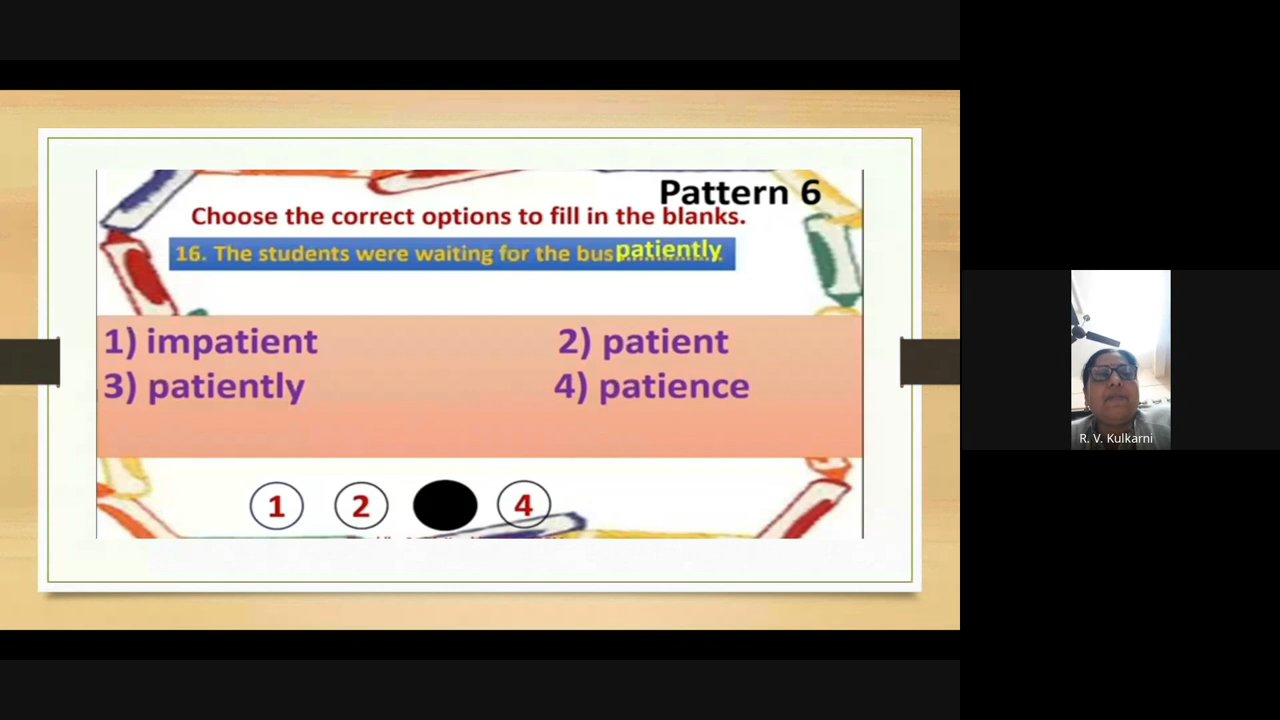 Pattern 6
Choose the correct options to fill in the blanks.
16. The students were waiting for the bus patiently
1) impatient 2) patient
3) patiently 4) patience
1 2 4
R. V. Kulkarni